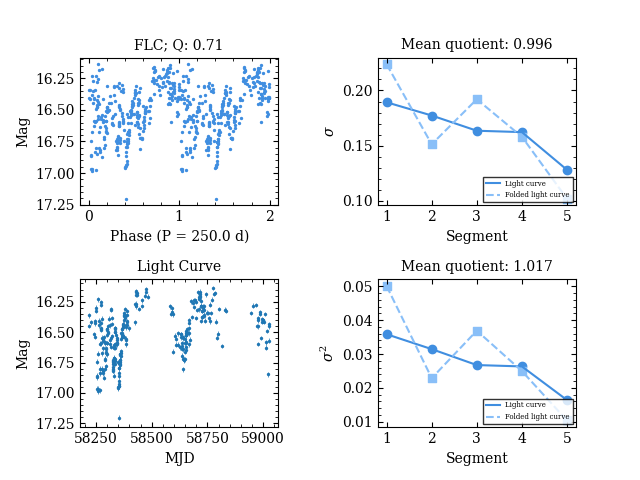 FLC; Q: 0.71
Mag
16.25
16.50
16.75
17.00
17.25
0
1
2
Phase (P = 250.0 d)
Mean quotient: 0.996
σ
0.20
0.15
0.10
Light curve
Folded light curve
1
2
3
4
5
Segment
Light Curve
Mag
16.25
16.50
16.75
17.00
17.25
58250
58500
58750
59000
MJD
Mean quotient: 1.017
σ²
0.05
0.04
0.03
0.02
0.01
Light curve
Folded light curve
1
2
3
4
5
Segment